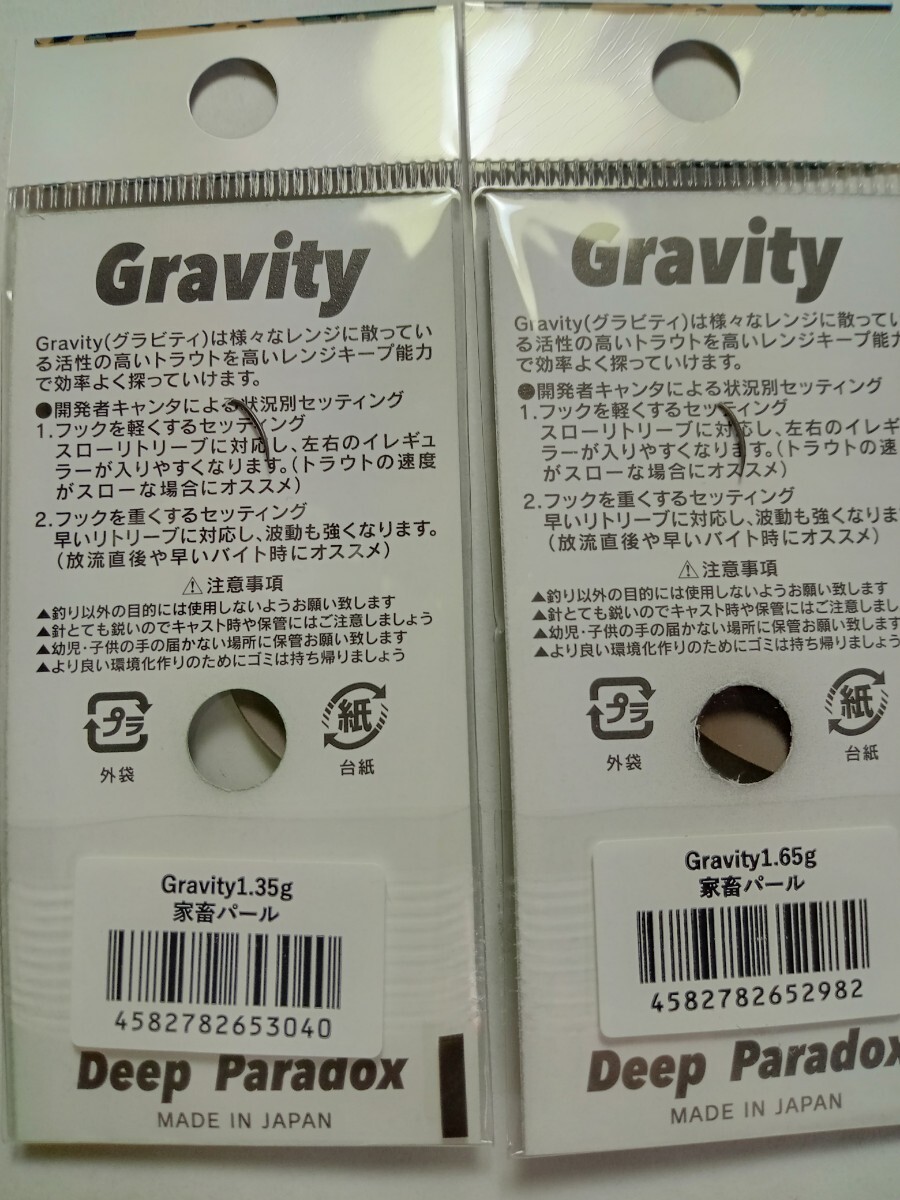 Gravity
Gravity(グラビティ)は様々なレンジに散ってい
る活性の高いトラウトを高いレンジキープ能力
で効率よく探っていけます。
●開発者キャンタによる状況別セッティング
1.フックを軽くするセッティング
スローリトリーブに対応し、左右のイレギュ
ラーが入りやすくなります。(トラウトの速度
がスローな場合にオススメ)
2.フックを重くするセッティング
早いリトリーブに対応し、波動も強くなります。
(放流直後や早いバイト時にオススメ)
⚠注意事項
▲釣り以外の目的には使用しないようお願い致します
▲針とても鋭いのでキャスト時や保管にはご注意しましょう
▲幼児・子供の手の届かない場所に保管お願い致します
▲より良い環境化作りのためにゴミは持ち帰りましょう
プラ
外袋
紙
台紙
Gravity1.35g
家畜パール
4582782653040
Deep Paradox
MADE IN JAPAN
Gravity
Gravity(グラビティ)は様々なレンジに散ってい
る活性の高いトラウトを高いレンジキープ能力
で効率よく探っていけます。
●開発者キャンタによる状況別セッティング
1.フックを軽くするセッティング
スローリトリーブに対応し、左右のイレギ
ラーが入りやすくなります。(トラウトの速
がスローな場合にオススメ)
2.フックを重くするセッティング
早いリトリーブに対応し、波動も強くなりま
(放流直後や早いバイト時にオススメ)
⚠注意事項
▲釣り以外の目的には使用しないようお願い致します
▲針とても鋭いのでキャスト時や保管にはご注意しまし
▲幼児・子供の手の届かない場所に保管お願い致します
▲より良い環境化作りのためにゴミは持ち帰りましょう
プラ
外袋
紙
台紙
Gravity1.65g
家畜パール
4582782652982
Deep Paradox
MADE IN JAPAN